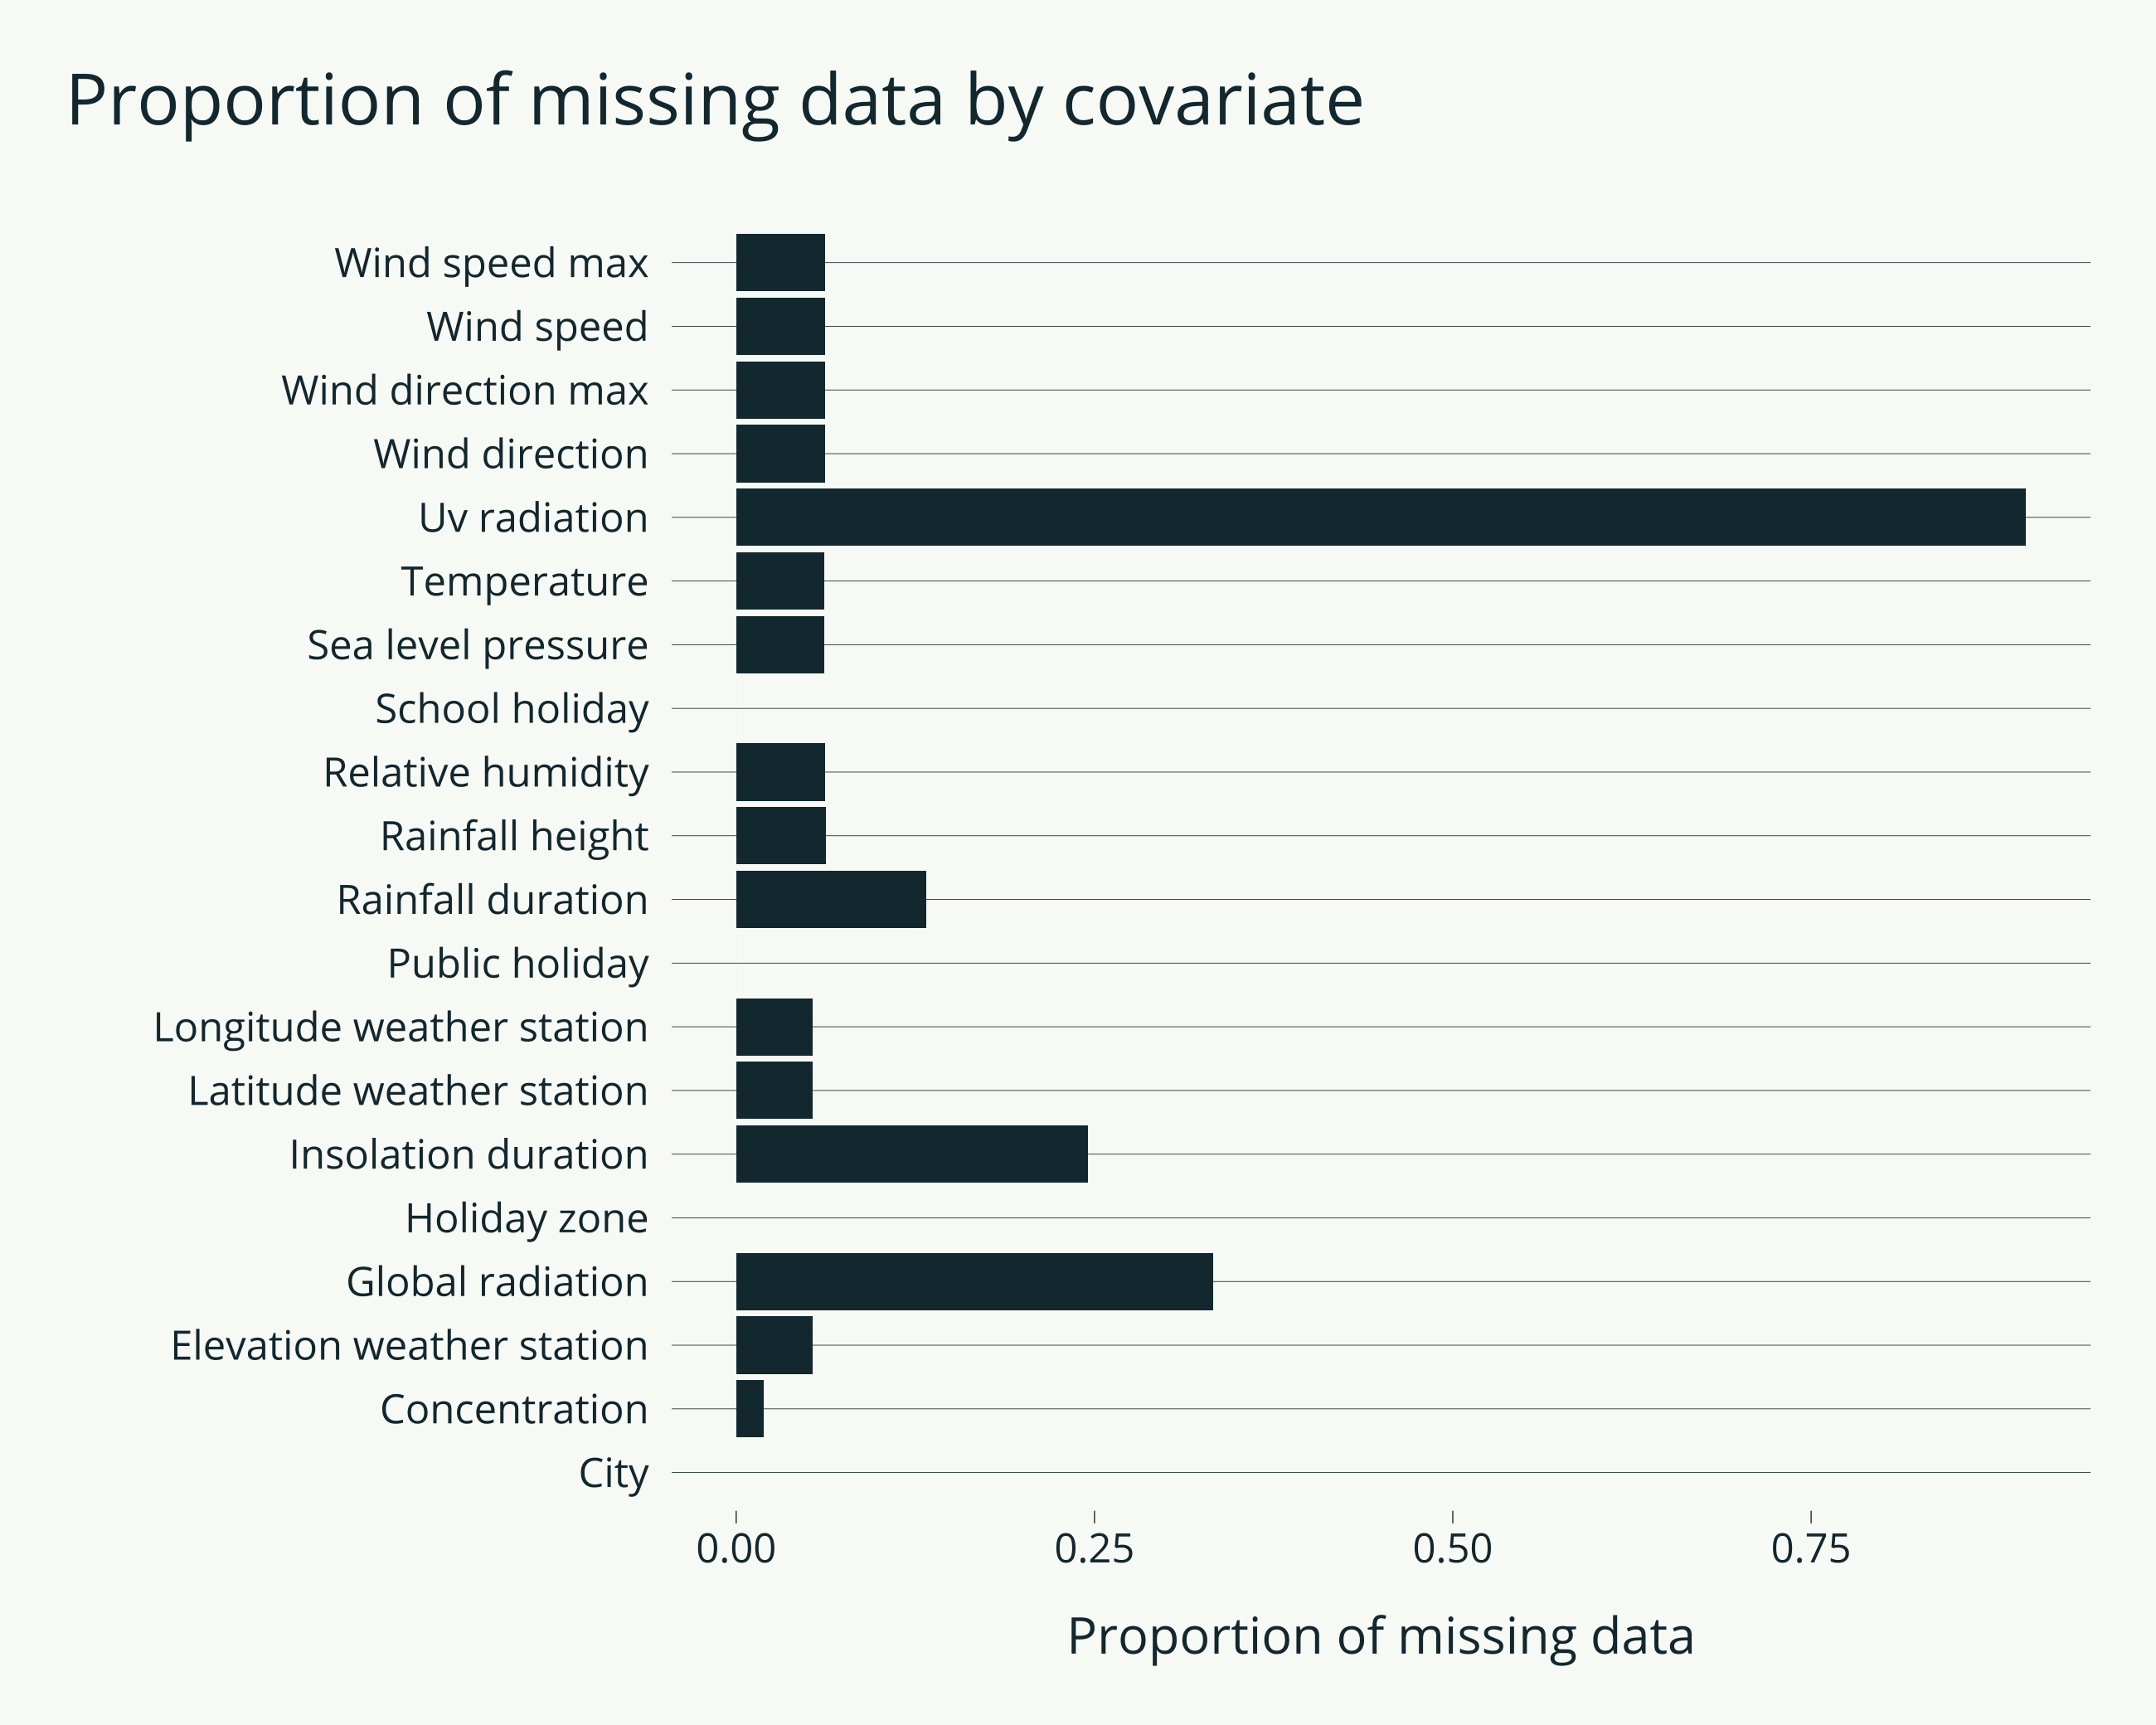 Proportion of missing data by covariate
Wind speed max
Wind speed
Wind direction max
Wind direction
Uv radiation
Temperature
Sea level pressure
School holiday
Relative humidity
Rainfall height
Rainfall duration
Public holiday
Longitude weather station
Latitude weather station
Insolation duration
Holiday zone
Global radiation
Elevation weather station
Concentration
City
0.00 0.25 0.50 0.75
Proportion of missing data